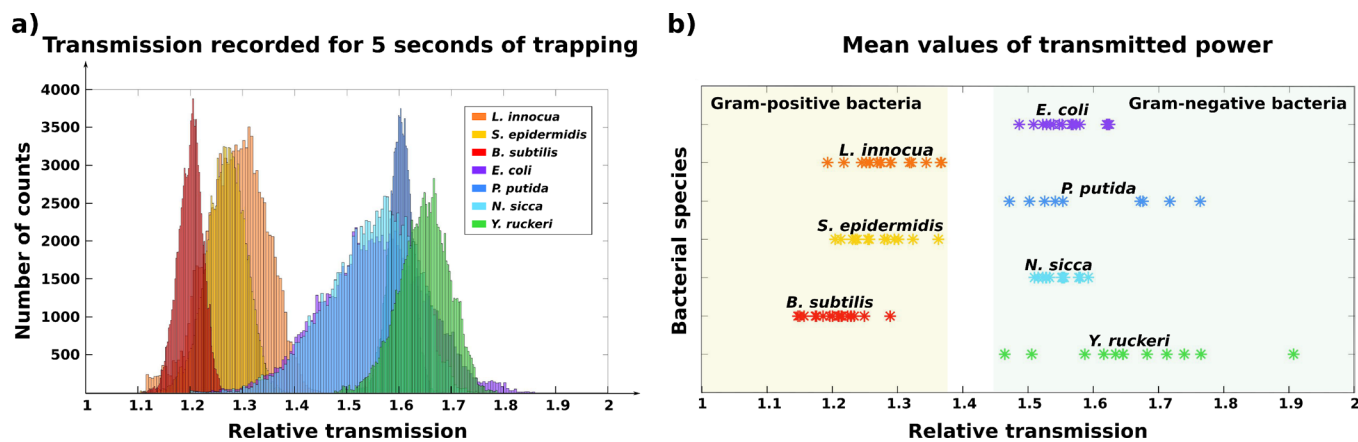 a)
Transmission recorded for 5 seconds of trapping
Number of counts
4000
3500
3000
2500
2000
1500
1000
500
1 1.1 1.2 1.3 1.4 1.5 1.6 1.7 1.8 1.9 2
Relative transmission
L. innocua
S. epidermidis
B. subtilis
E. coli
P. putida
N. sicca
Y. ruckeri
b)
Mean values of transmitted power
Bacterial species
Gram-positive bacteria
Gram-negative bacteria
E. coli
L. innocua
P. putida
S. epidermidis
N. sicca
B. subtilis
Y. ruckeri
1 1.1 1.2 1.3 1.4 1.5 1.6 1.7 1.8 1.9 2
Relative transmission